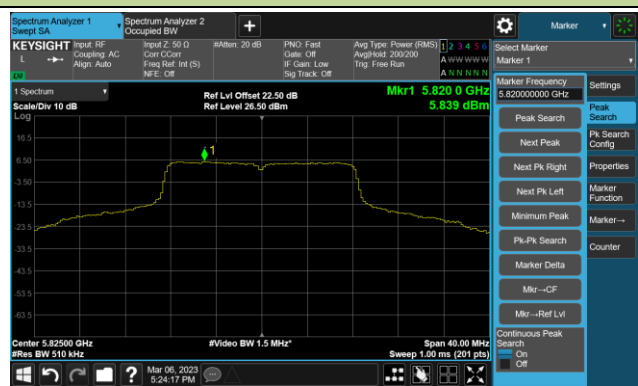 Spectrum Analyzer 1
Swept SA
Spectrum Analyzer 2
Occupied BW
Marker
KEYSIGHT
L
Input: RF
Coupling: AC
Align: Auto
Input Z: 50 Ω
Corr CCorr
Freq Ref: Int (S)
NFE: Off
#Atten: 20 dB
PNO: Fast
Gate: Off
IF Gain: Low
Sig Track: Off
Avg Type: Power (RMS)
Avg|Hold: 200/200
Trig: Free Run
1 2 3 4 5 6
A W W W W W
A N N N N N
Select Marker
Marker 1
1 Spectrum
Scale/Div 10 dB
Log
Ref Lvl Offset 22.50 dB
Ref Level 26.50 dBm
Mkr1 5.820 0 GHz
5.839 dBm
16.5
6.50
-3.50
-13.5
-23.5
-33.5
-43.5
-53.5
-63.5
1
Center 5.82500 GHz
#Res BW 510 kHz
#Video BW 1.5 MHz*
Span 40.00 MHz
Sweep 1.00 ms (201 pts)
Marker Frequency
5.82000000 GHz
Peak Search
Next Peak
Next Pk Right
Next Pk Left
Minimum Peak
Pk-Pk Search
Marker Delta
Mkr→CF
Mkr→Ref Lvl
Continuous Peak
Search
On
Off
Settings
Peak
Search
Pk Search
Config
Properties
Marker
Function
Marker→
Counter
Mar 06, 2023
5:24:17 PM